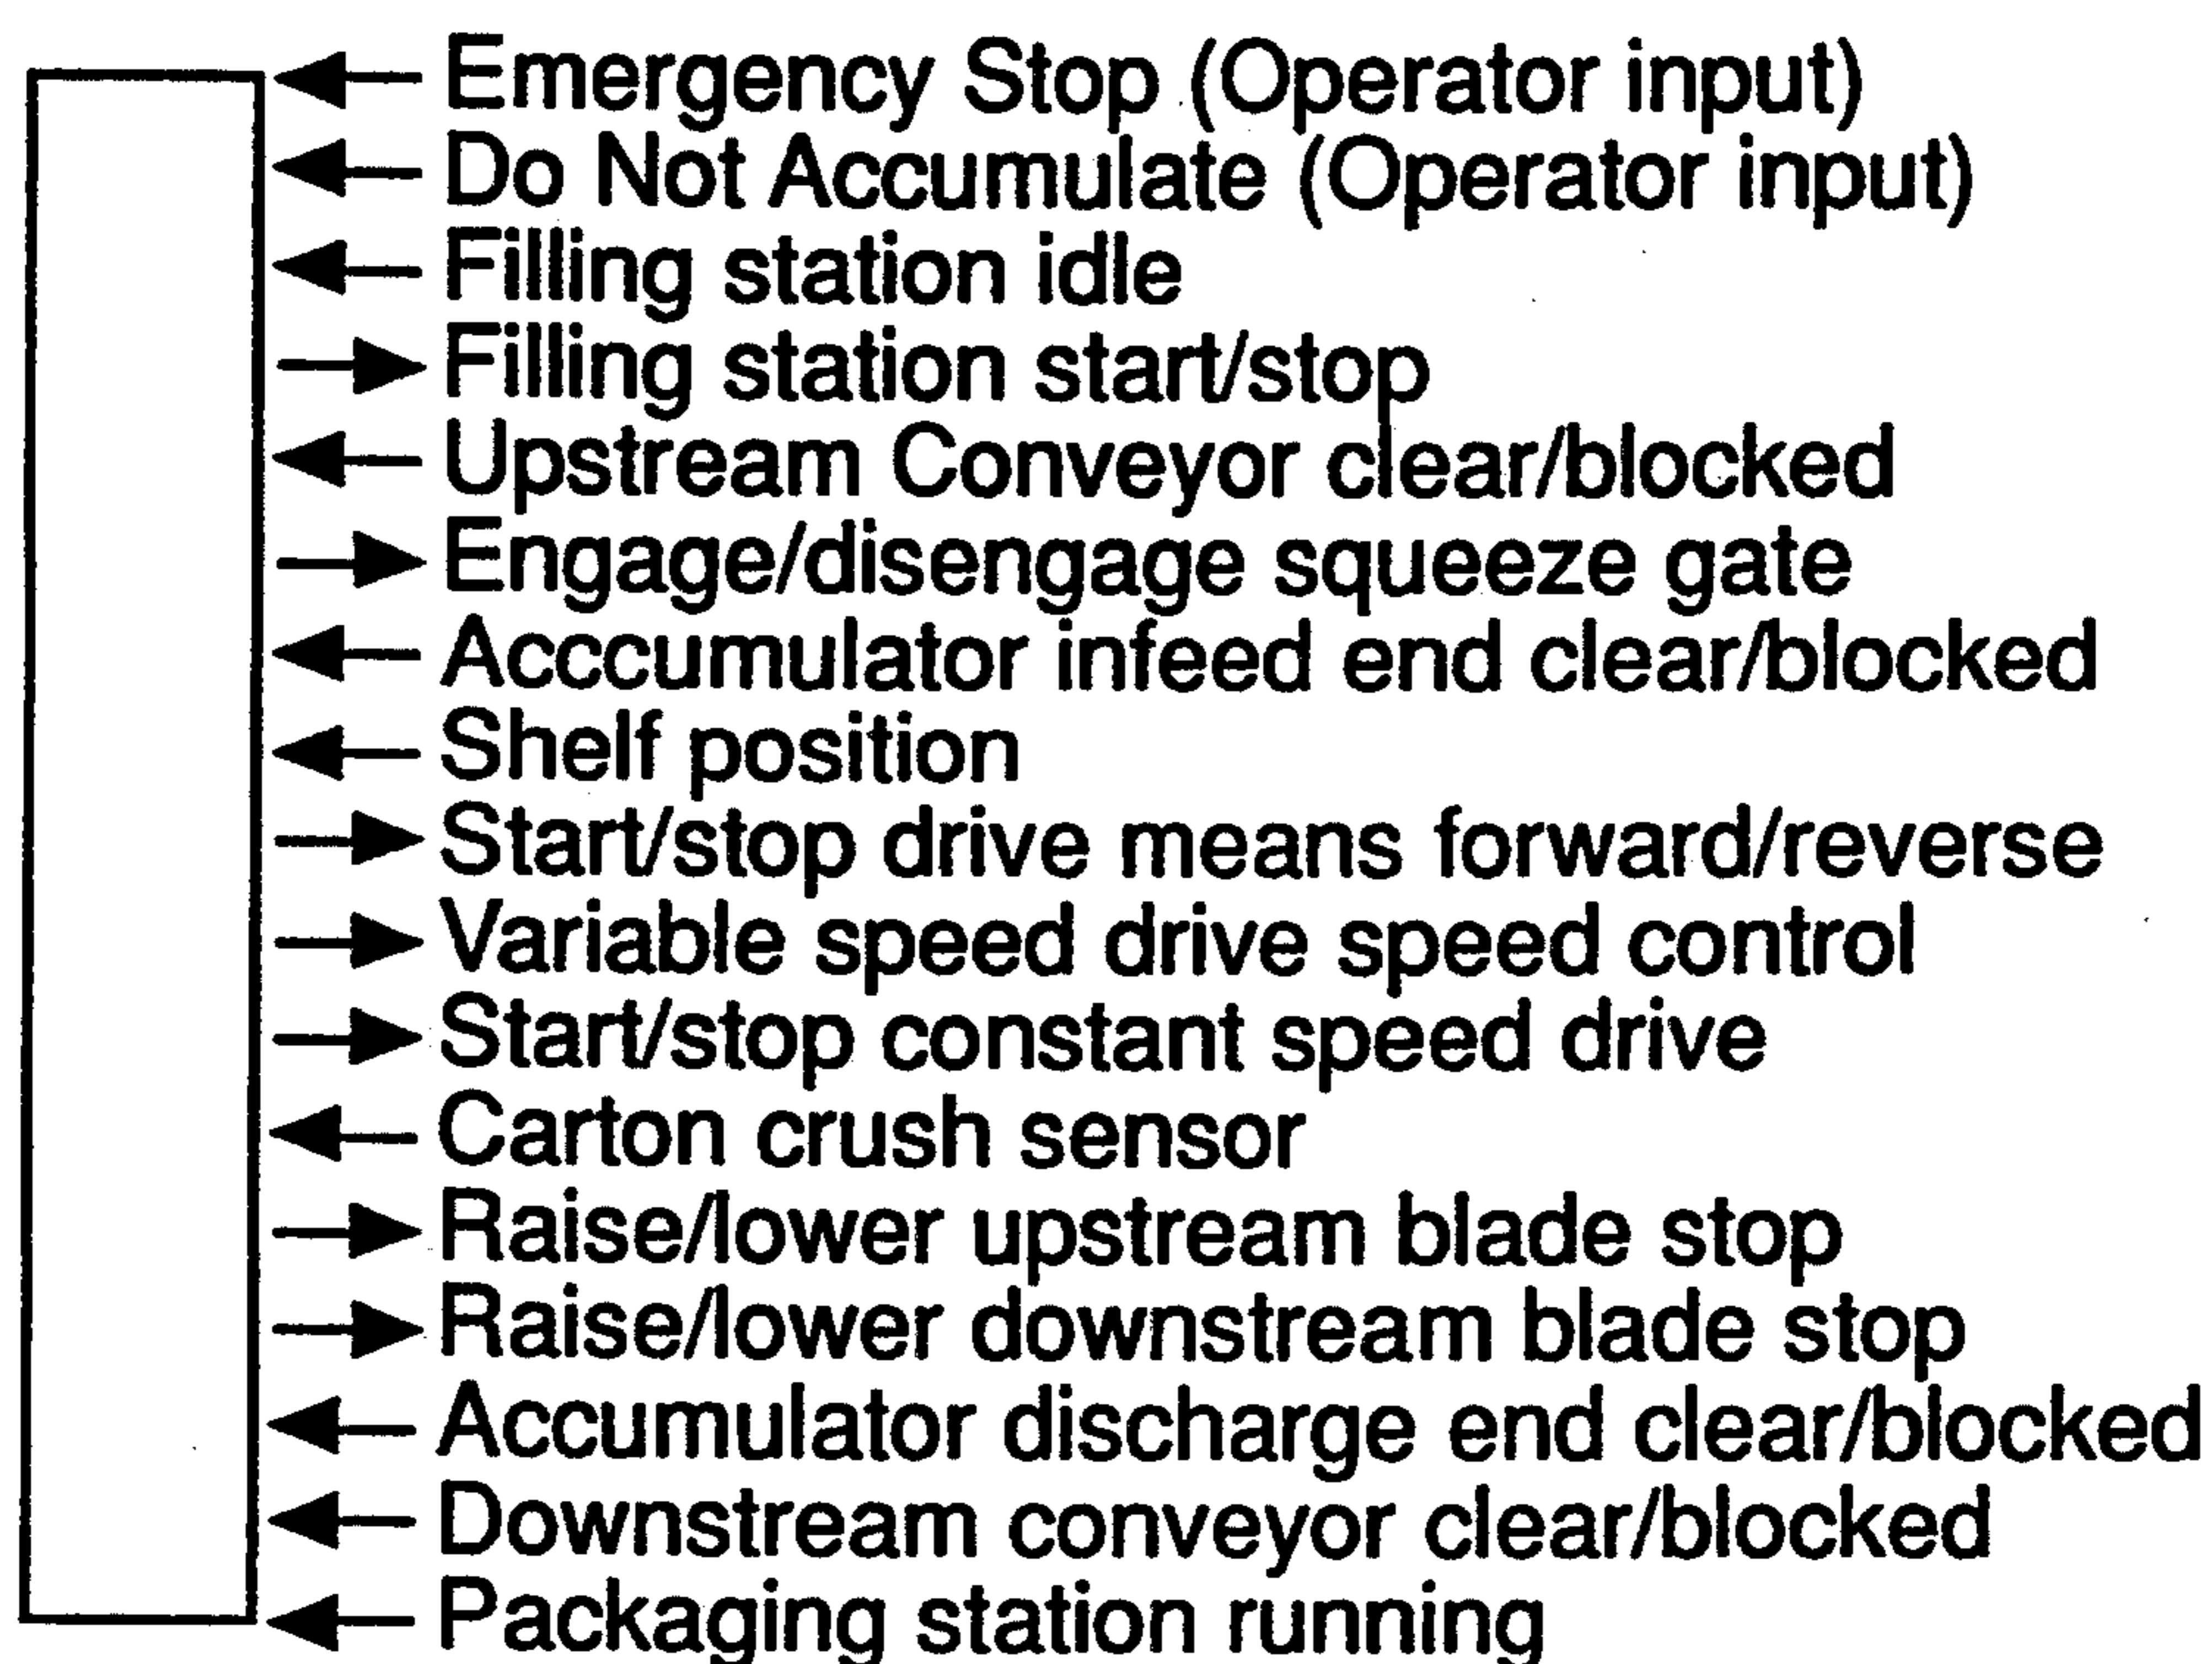 Emergency Stop (Operator input)
Do Not Accumulate (Operator input)
Filling station idle
Filling station start/stop
Upstream Conveyor clear/blocked
Engage/disengage squeeze gate
Acccumulator infeed end clear/blocked
Shelf position
Start/stop drive means forward/reverse
Variable speed drive speed control
Start/stop constant speed drive
Carton crush sensor
Raise/lower upstream blade stop
Raise/lower downstream blade stop
Accumulator discharge end clear/blocked
Downstream conveyor clear/blocked
Packaging station running